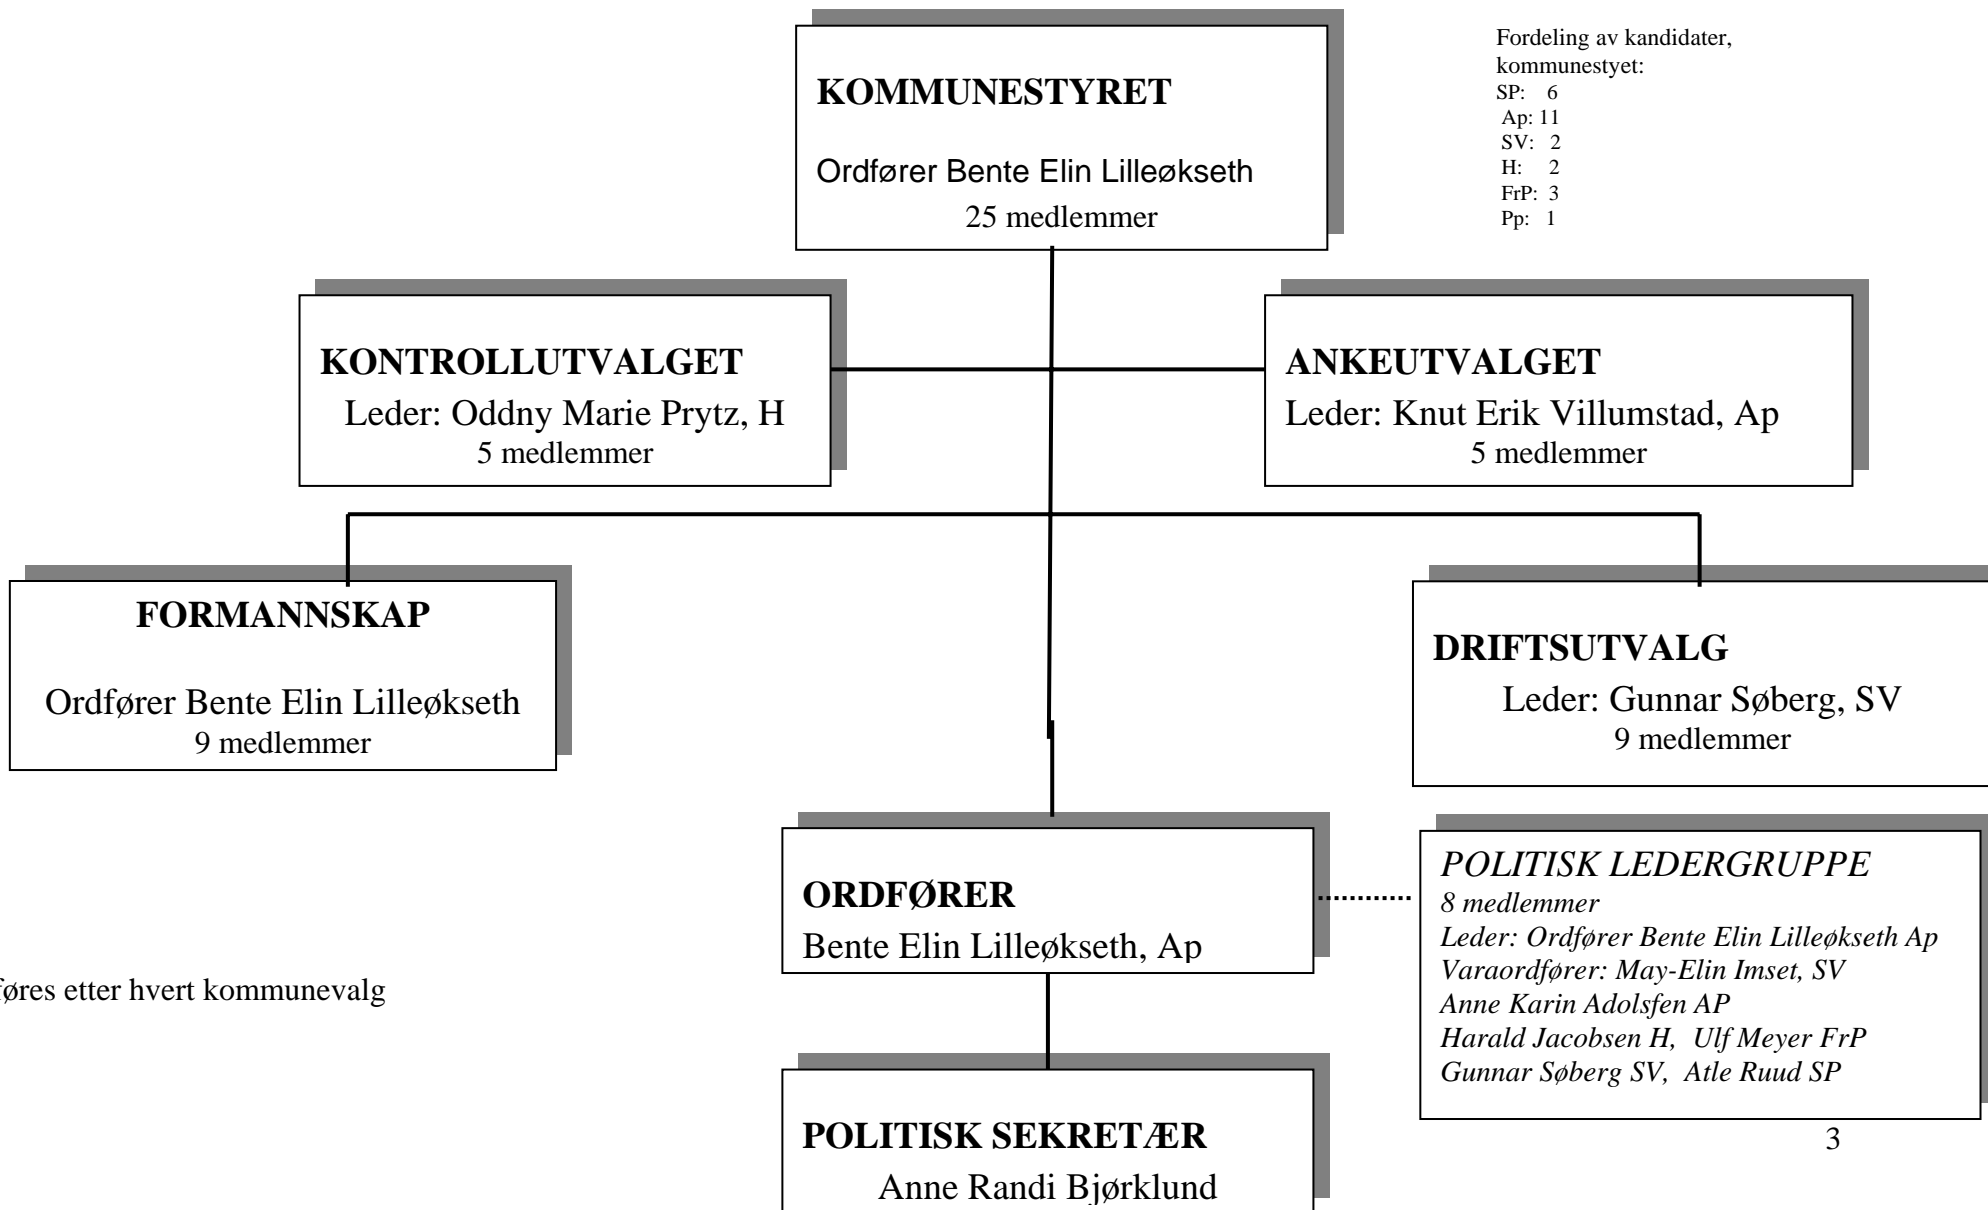 KOMMUNESTYRET
Ordfører Bente Elin Lilleøkseth
25 medlemmer
Fordeling av kandidater,
kommunestyet:
SP: 6
Ap: 11
SV: 2
H: 2
FrP: 3
Pp: 1
KONTROLLUTVALGET
Leder: Oddny Marie Prytz, H
5 medlemmer
ANKEUTVALGET
Leder: Knut Erik Villumstad, Ap
5 medlemmer
FORMANNSKAP
Ordfører Bente Elin Lilleøkseth
9 medlemmer
DRIFTSUTVALG
Leder: Gunnar Søberg, SV
9 medlemmer
ORDFØRER
Bente Elin Lilleøkseth, Ap
POLITISK LEDERGRUPPE
8 medlemmer
Leder: Ordfører Bente Elin Lilleøkseth Ap
Varaordfører: May-Elin Imset, SV
Anne Karin Adolsfen AP
Harald Jacobsen H, Ulf Meyer FrP
Gunnar Søberg SV, Atle Ruud SP
etter hvert kommunevalg
POLITISK SEKRETÆR
Anne Randi Bjørklund
3